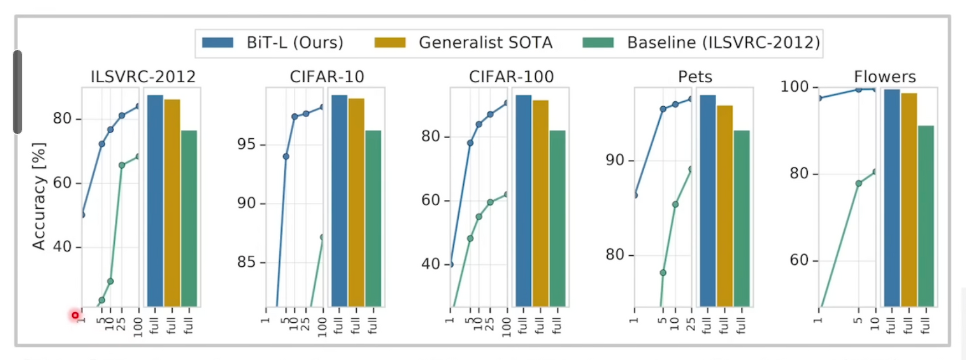 BiT-L (Ours) Generalist SOTA Baseline (ILSVRC-2012)
ILSVRC-2012 CIFAR-10 CIFAR-100 Pets Flowers
Accuracy [%]
80
60
40
1 5 10 25 100 full full full
95
90
85
1 5 10 25 100 full full full
80
60
40
1 5 10 25 100 full full full
90
80
1 5 10 25 full full full
100
80
60
1 5 10 full full full